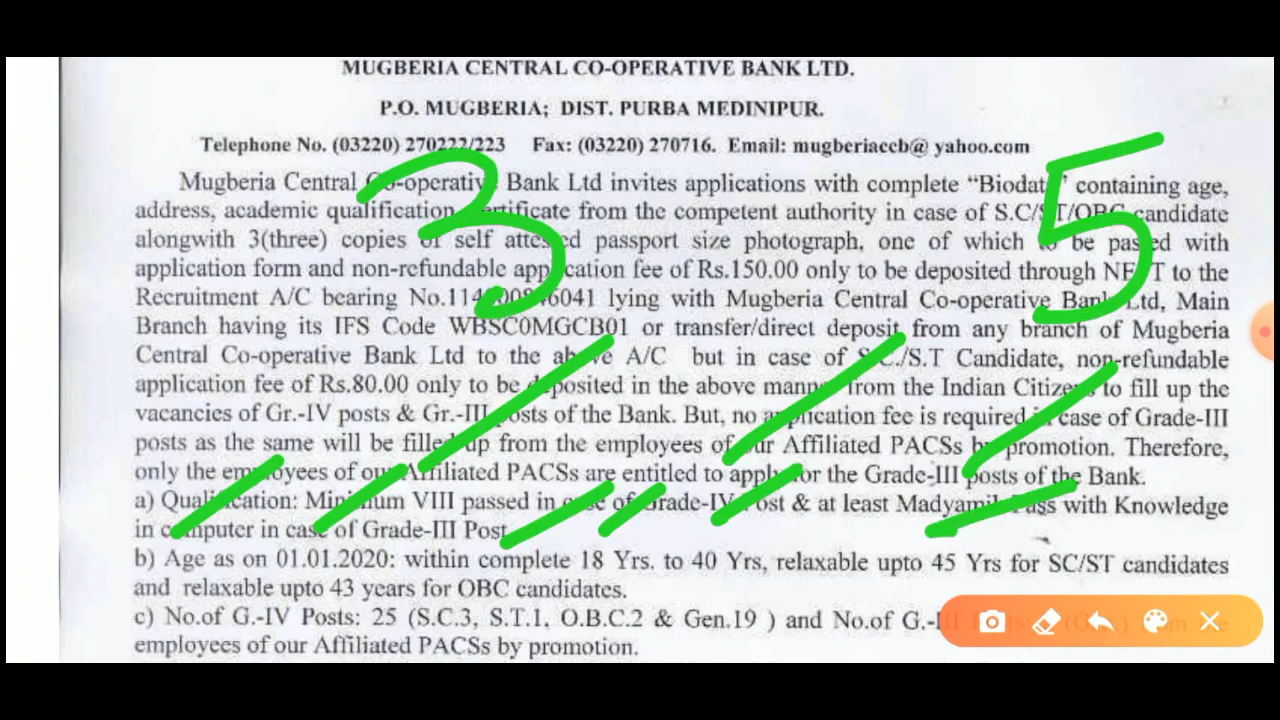 MUGBERIA CENTRAL CO-OPERATIVE BANK LTD.
P.O. MUGBERIA; DIST. PURBA MEDINIPUR.
Telephone No. (03220) 270222/223 Fax: (03220) 270716. Email: mugberiaccb@ yahoo.com
3 5
Mugberia Central Co-operative Bank Ltd invites applications with complete “Biodata” containing age,
address, academic qualification, certificate from the competent authority in case of S.C/S.T/OBC candidate
alongwith 3(three) copies of self attested passport size photograph, one of which to be pasted with
application form and non-refundable application fee of Rs.150.00 only to be deposited through NEFT to the
Recruitment A/C bearing lying with Mugberia Central Co-operative Bank Ltd, Main
Branch having its IFS Code WBSC0MGCB01 or transfer/direct deposit from any branch of Mugberia
Central Co-operative Bank Ltd to the above A/C but in case of S.C./S.T Candidate, non-refundable
application fee of Rs.80.00 only to be deposited in the above manner from the Indian Citizens to fill up the
vacancies of Gr.-IV posts & Gr.-III posts of the Bank. But, no application fee is required in case of Grade-III
posts as the same will be filled up from the employees of our Affiliated PACSs by promotion. Therefore,
only the employees of our Affiliated PACSs are entitled to apply for the Grade-III posts of the Bank.
a) Qualification: Minimum VIII passed in case of Grade-IV Post & at least Madyamik Pass with Knowledge
in computer in case of Grade-III Post
b) Age as on 01.01.2020: within complete 18 Yrs. to 40 Yrs, relaxable upto 45 Yrs for SC/ST candidates
and relaxable upto 43 years for OBC candidates.
c) No.of G.-IV Posts: 25 (S.C.3, S.T.1, O.B.C.2 & Gen.19 ) and No.of G.-III
employees of our Affiliated PACSs by promotion.